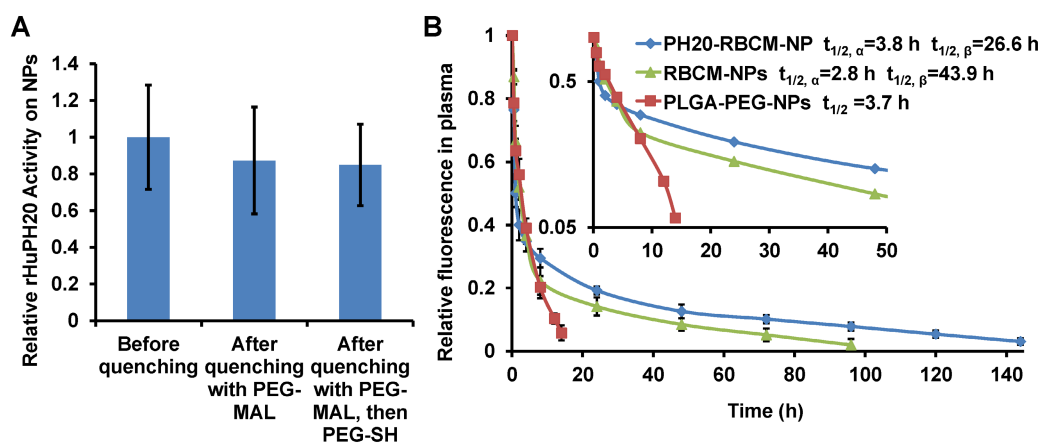 A
Relative rHuPH20 Activity on NPs
1.4
1.2
1
0.8
0.6
0.4
0.2
0
Before
quenching
After
quenching
with PEG-
MAL
After
quenching
with PEG-
MAL, then
PEG-SH
B
Relative fluorescence in plasma
1
0.8
0.6
0.4
0.2
0
0 20 40 60 80 100 120 140
Time (h)
0.5
0.05
0 10 20 30 40 50
PH20-RBCM-NP t1/2, α=3.8 h t1/2, β=26.6 h
RBCM-NPs t1/2, α=2.8 h t1/2, β=43.9 h
PLGA-PEG-NPs t1/2 =3.7 h